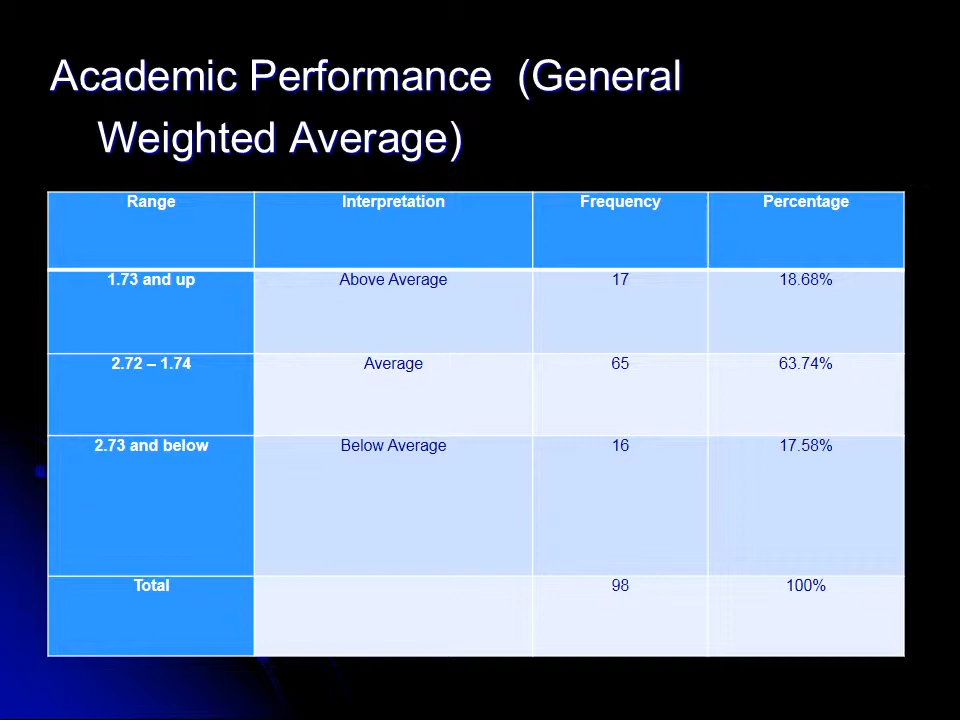 Academic Performance (General
Weighted Average)
Range Interpretation Frequency Percentage
1.73 and up Above Average 17 18.68%
2.72 – 1.74 Average 65 63.74%
2.73 and below Below Average 16 17.58%
Total 98 100%